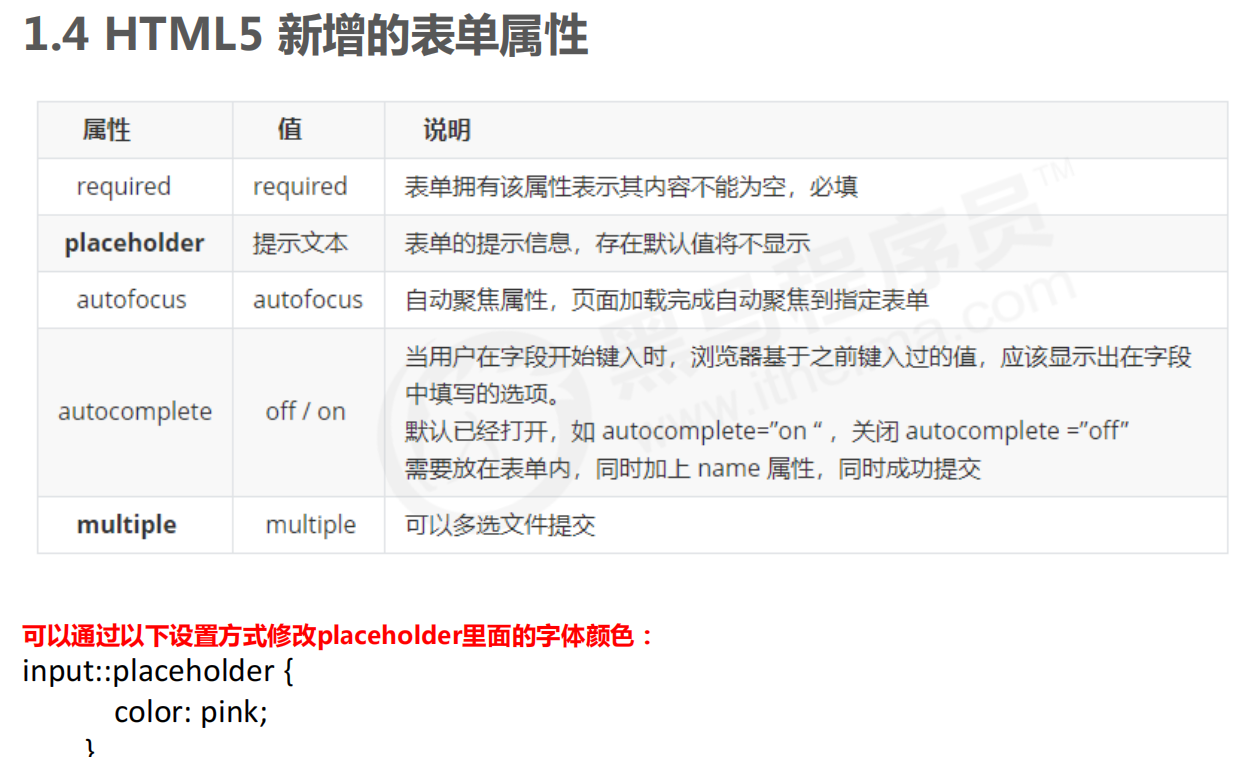 1.4 HTML5 新增的表单属性
属性 值 说明
required required 表单拥有该属性表示其内容不能为空，必填
placeholder 提示文本 表单的提示信息，存在默认值将不显示
autofocus autofocus 自动聚焦属性，页面加载完成自动聚焦到指定表单
autocomplete off / on 当用户在字段开始键入时，浏览器基于之前键入过的值，应该显示出在字段
中填写的选项。
默认已经打开，如 autocomplete=”on “ ，关闭 autocomplete =”off”
需要放在表单内，同时加上 name 属性，同时成功提交
multiple multiple 可以多选文件提交
黑马程序员™
www.itheima.com
可以通过以下设置方式修改placeholder里面的字体颜色：
input::placeholder {
color: pink;
}